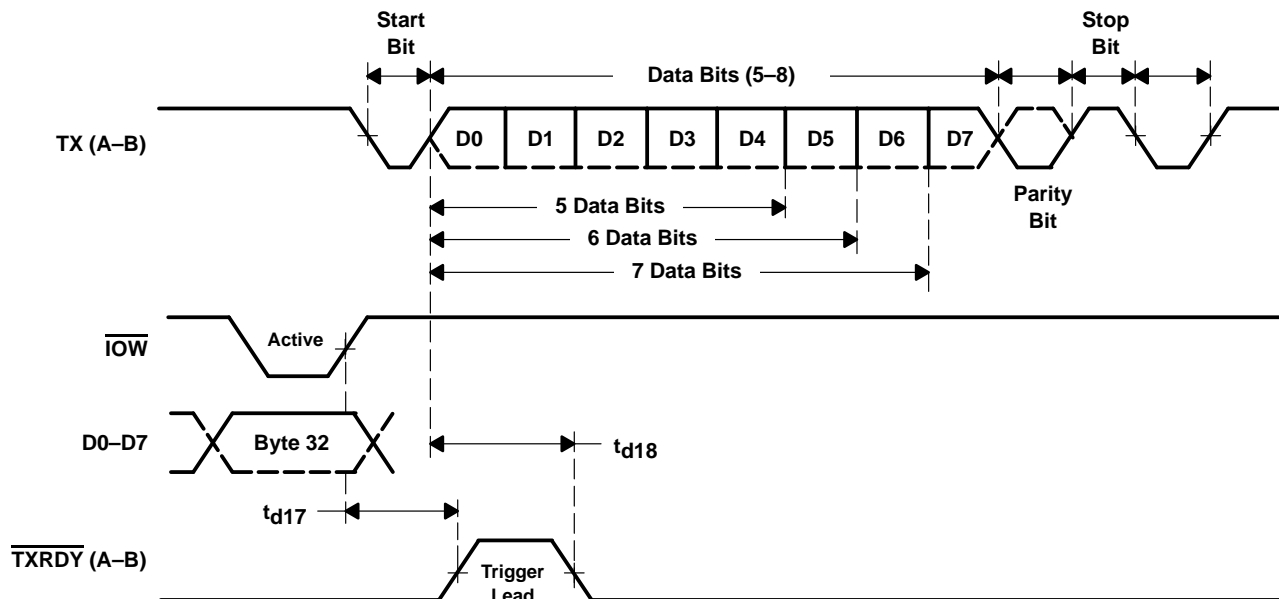 Start
Bit
Stop
Bit
Data Bits (5–8)
TX (A–B)
D0 D1 D2 D3 D4 D5 D6 D7
Parity
Bit
5 Data Bits
6 Data Bits
7 Data Bits
IOW
Active
D0–D7
Byte 32
td18
td17
TXRDY (A–B)
Trigger
Lead